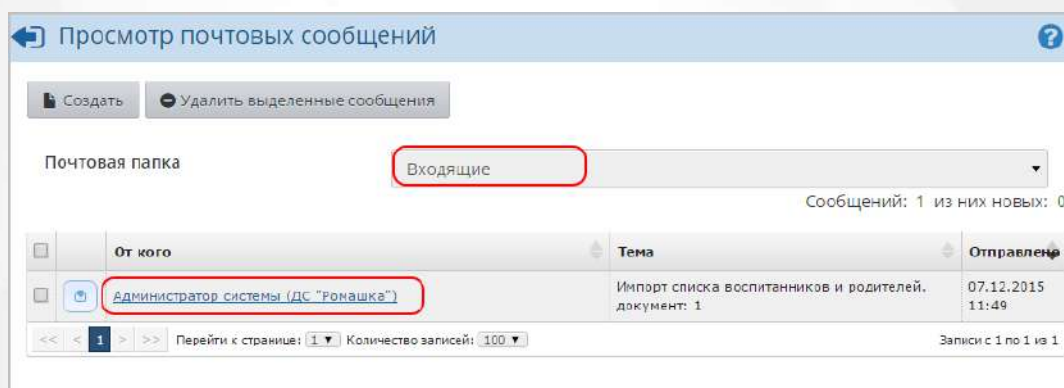 Просмотр почтовых сообщений
Создать Удалить выделенные сообщения
Почтовая папка Входящие
Сообщений: 1 из них новых: 0
От кого Тема Отправлено
Администратор системы (ДС "Ромашка") Импорт списка воспитанников и родителей. 07.12.2015
документ: 1 11:49
<< < 1 > >> Перейти к странице: 1 Количество записей: 100 Записи с 1 по 1 из 1